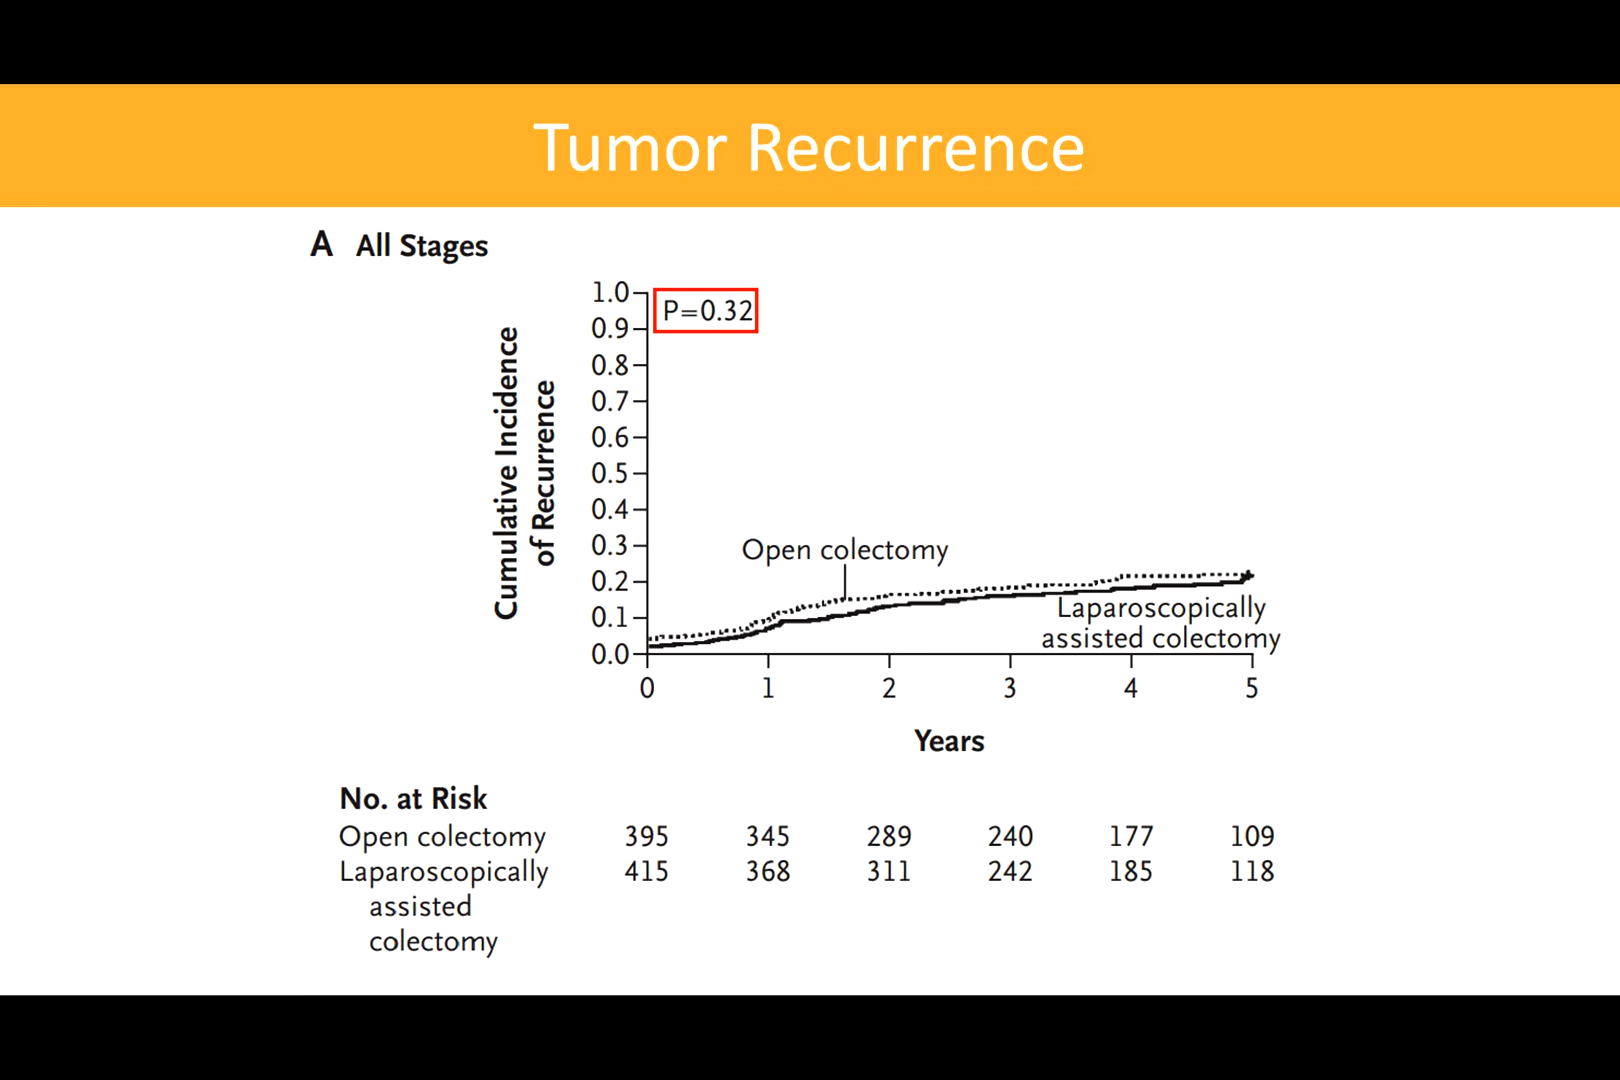 Tumor Recurrence
A All Stages
Cumulative Incidence
of Recurrence
1.0
0.9
0.8
0.7
0.6
0.5
0.4
0.3
0.2
0.1
0.0
P=0.32
Open colectomy
Laparoscopically
assisted colectomy
0 1 2 3 4 5
Years
No. at Risk
Open colectomy 395 345 289 240 177 109
Laparoscopically 415 368 311 242 185 118
assisted
colectomy